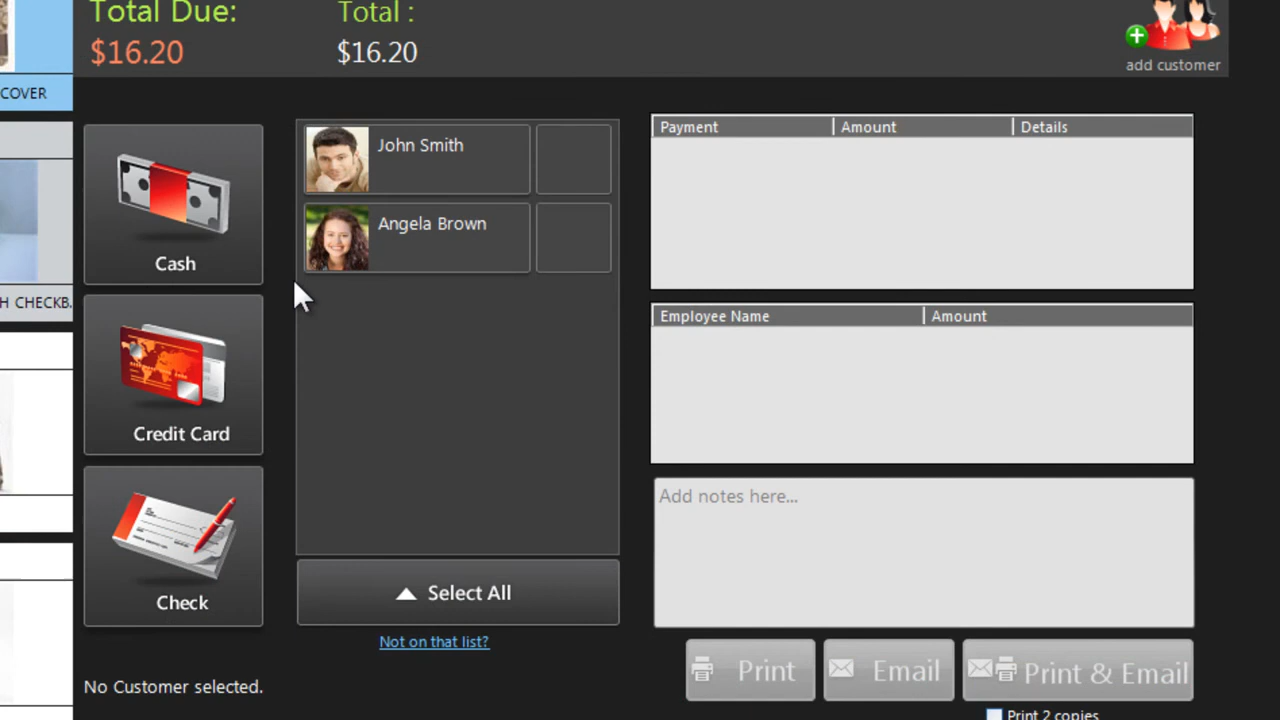 Total Due:
Total :
$16.20
$16.20
add customer
COVER
H CHECKB.
Cash
Credit Card
Check
No Customer selected.
John Smith
Angela Brown
Select All
Not on that list?
Payment Amount Details
Employee Name Amount
Add notes here...
Print
Email
Print & Email
Print 2 copies